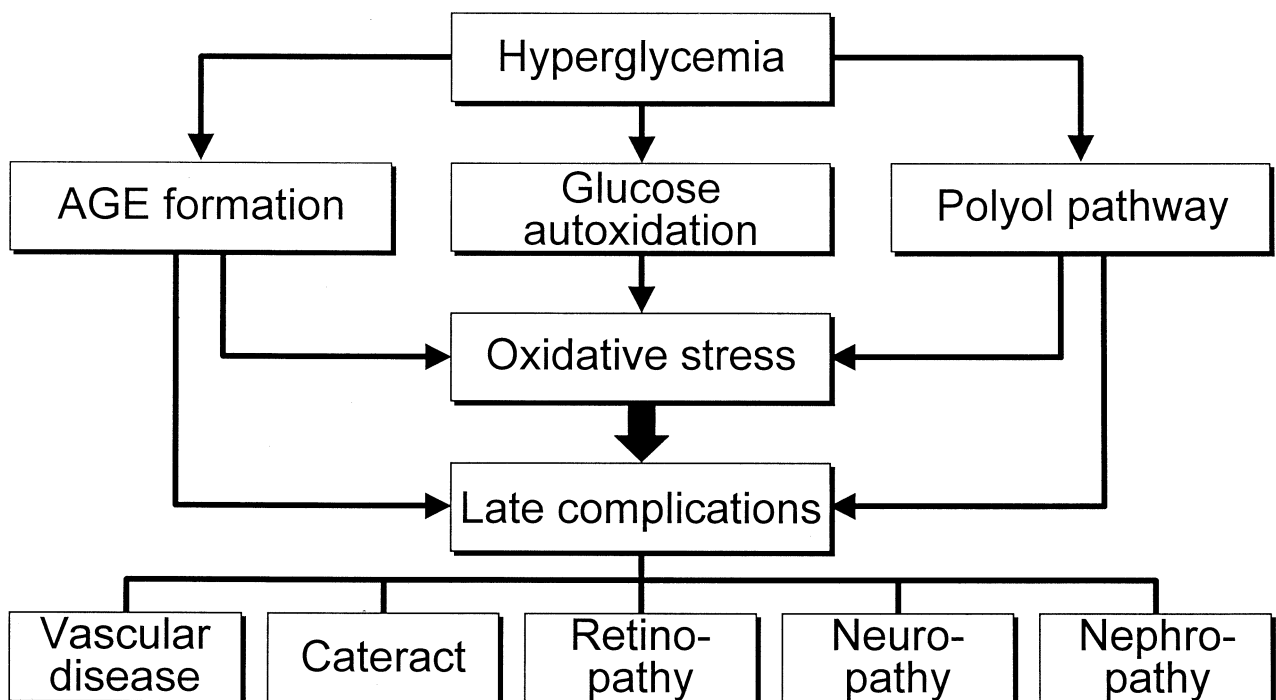 Hyperglycemia
AGE formation
Glucose
autoxidation
Polyol pathway
Oxidative stress
Late complications
Vascular
disease
Cateract
Retino-
pathy
Neuro-
pathy
Nephro-
pathy